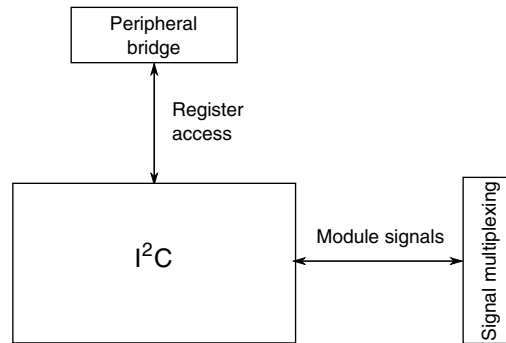 Peripheral
bridge
Register
access
I²C
Module signals
Signal multiplexing